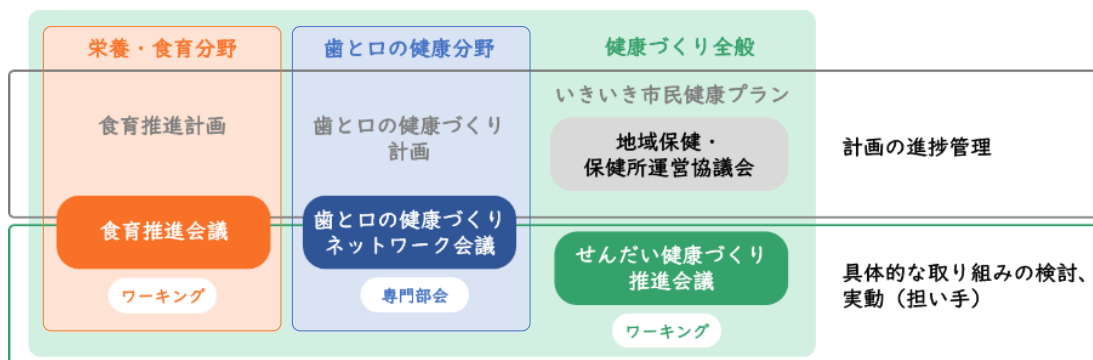 栄養・食育分野
歯と口の健康分野
健康づくり全般
いきいき市民健康プラン
食育推進計画
歯と口の健康づくり
計画
地域保健・
保健所運営協議会
計画の進捗管理
食育推進会議
歯と口の健康づくり
ネットワーク会議
せんだい健康づくり
推進会議
具体的な取り組みの検討、
実動（担い手）
ワーキング
専門部会
ワーキング